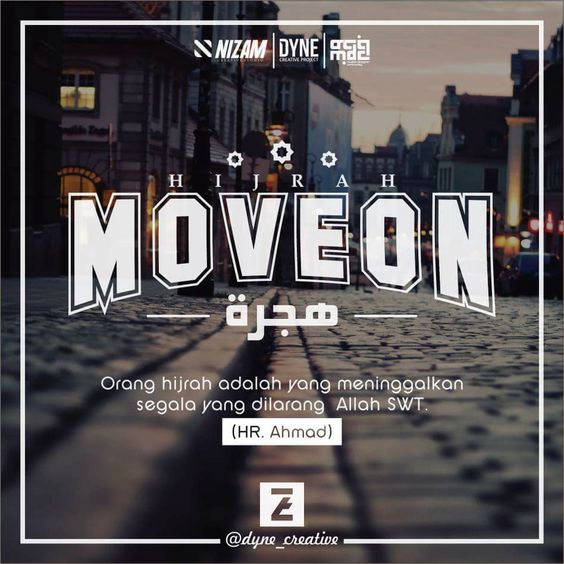 NIZAM | DYNE
CREATIVE PROJECT
HIJRAH
MOVEON
هجرة
Orang hijrah adalah yang meninggalkan
segala yang dilarang Allah SWT.
(HR. Ahmad)
@dyne_creative